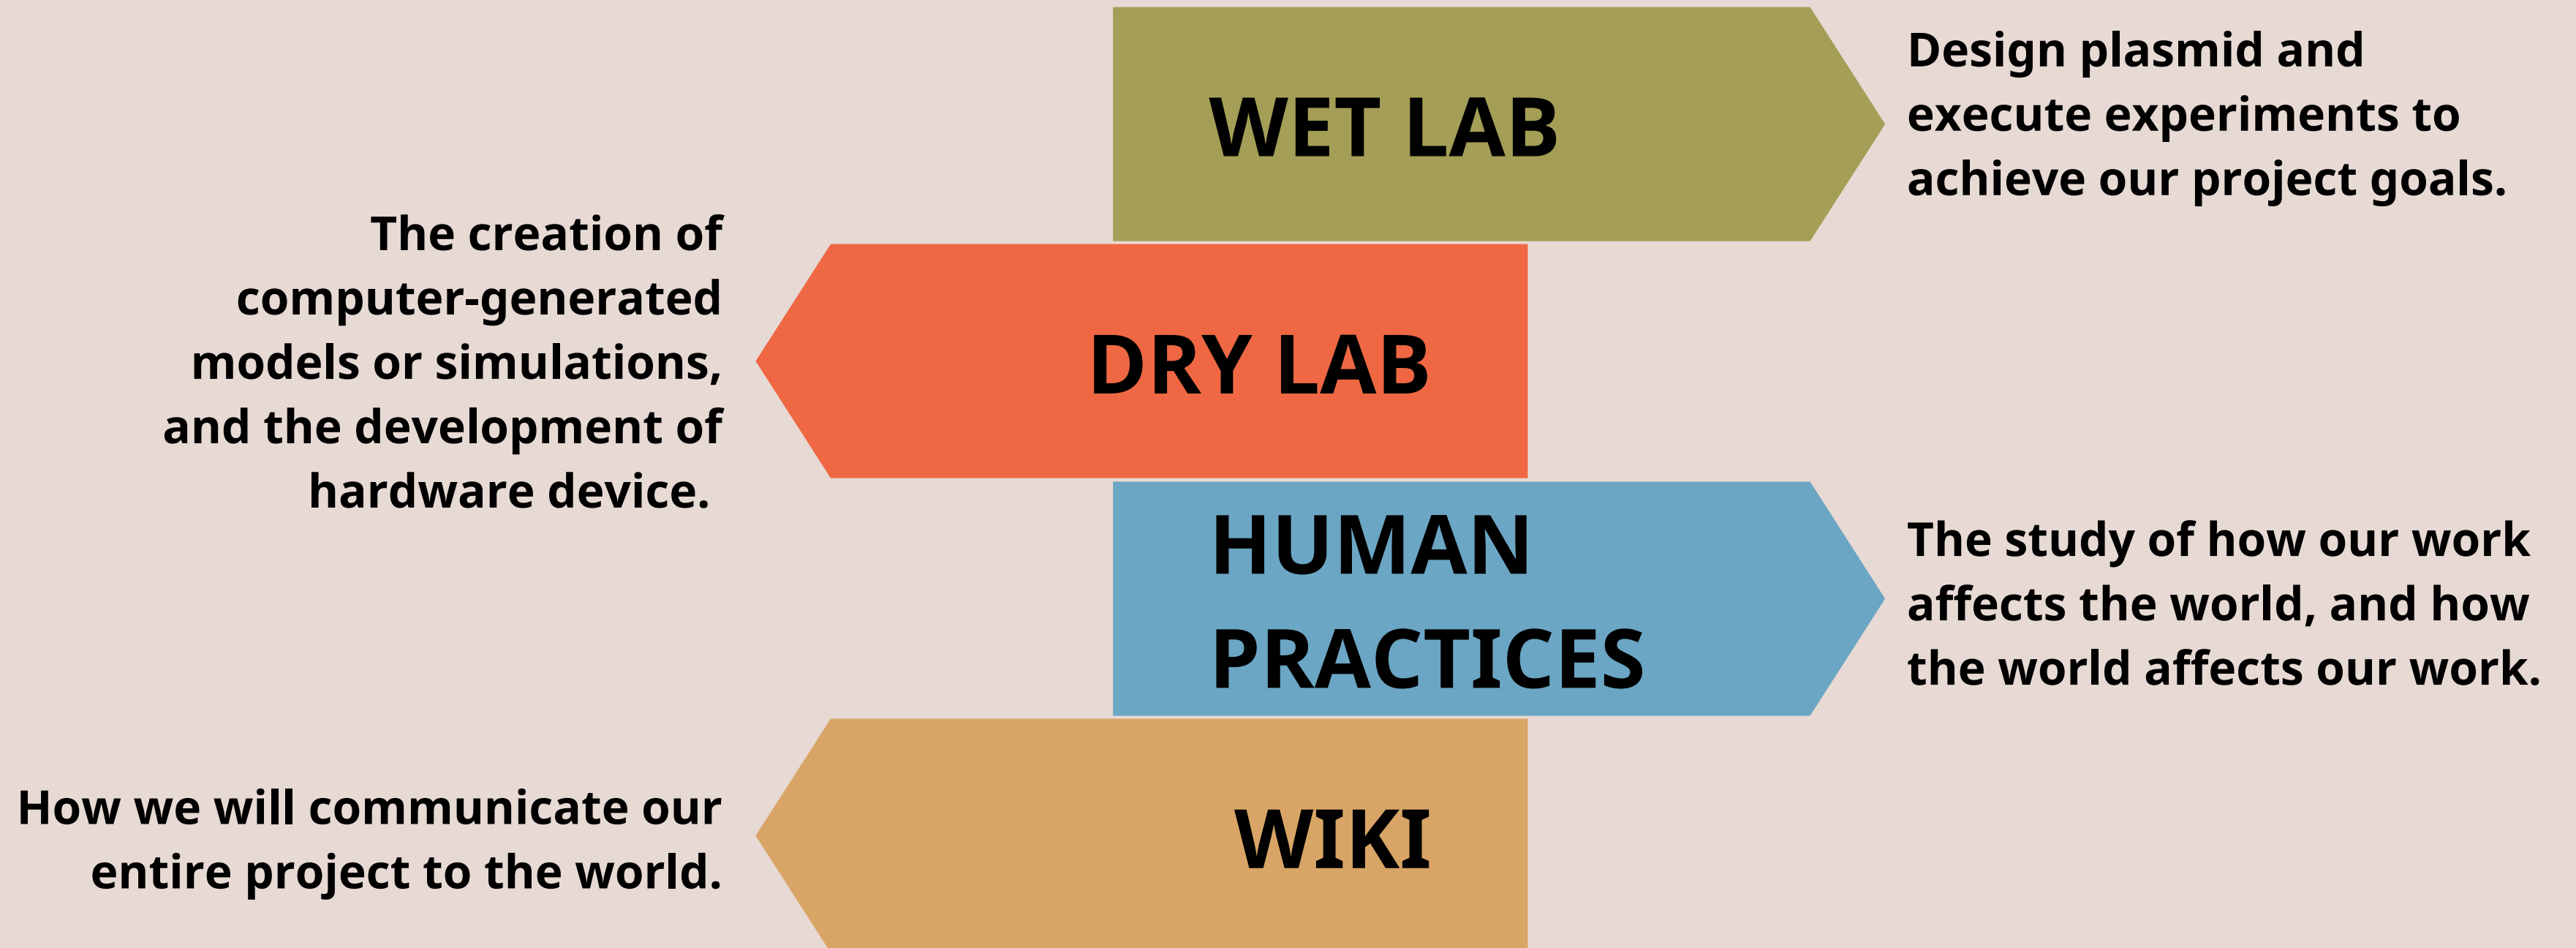 WET LAB
Design plasmid and
execute experiments to
achieve our project goals.
DRY LAB
The creation of
computer-generated
models or simulations,
and the development of
hardware device.
HUMAN
PRACTICES
The study of how our work
affects the world, and how
the world affects our work.
WIKI
How we will communicate our
entire project to the world.